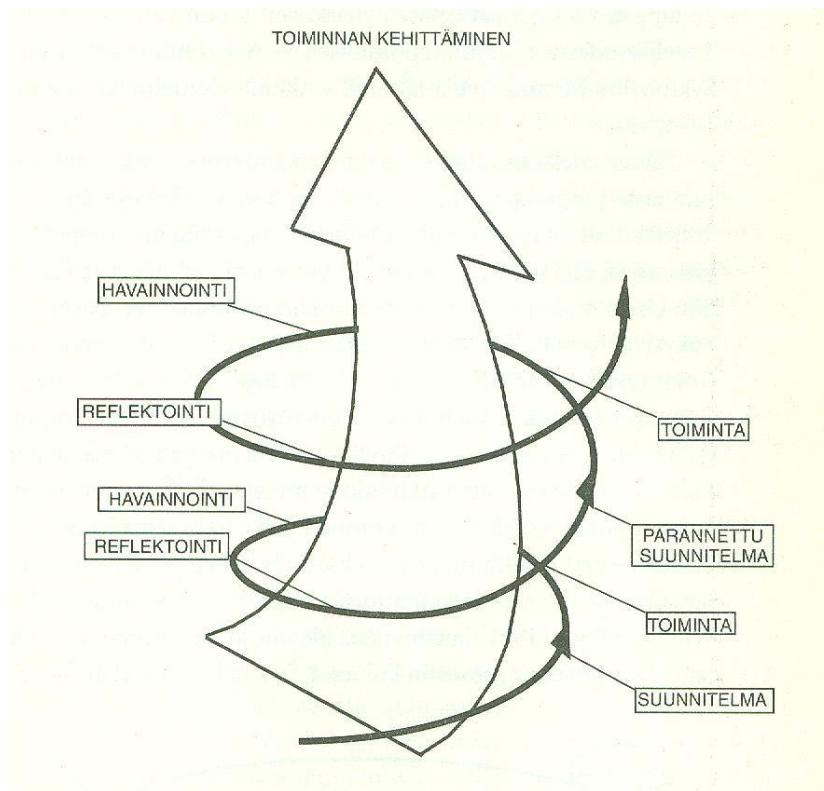 TOIMINNAN KEHITTÄMINEN
HAVAINNOINTI
REFLEKTOINTI
TOIMINTA
HAVAINNOINTI
PARANNETTU
SUUNNITELMA
REFLEKTOINTI
TOIMINTA
SUUNNITELMA